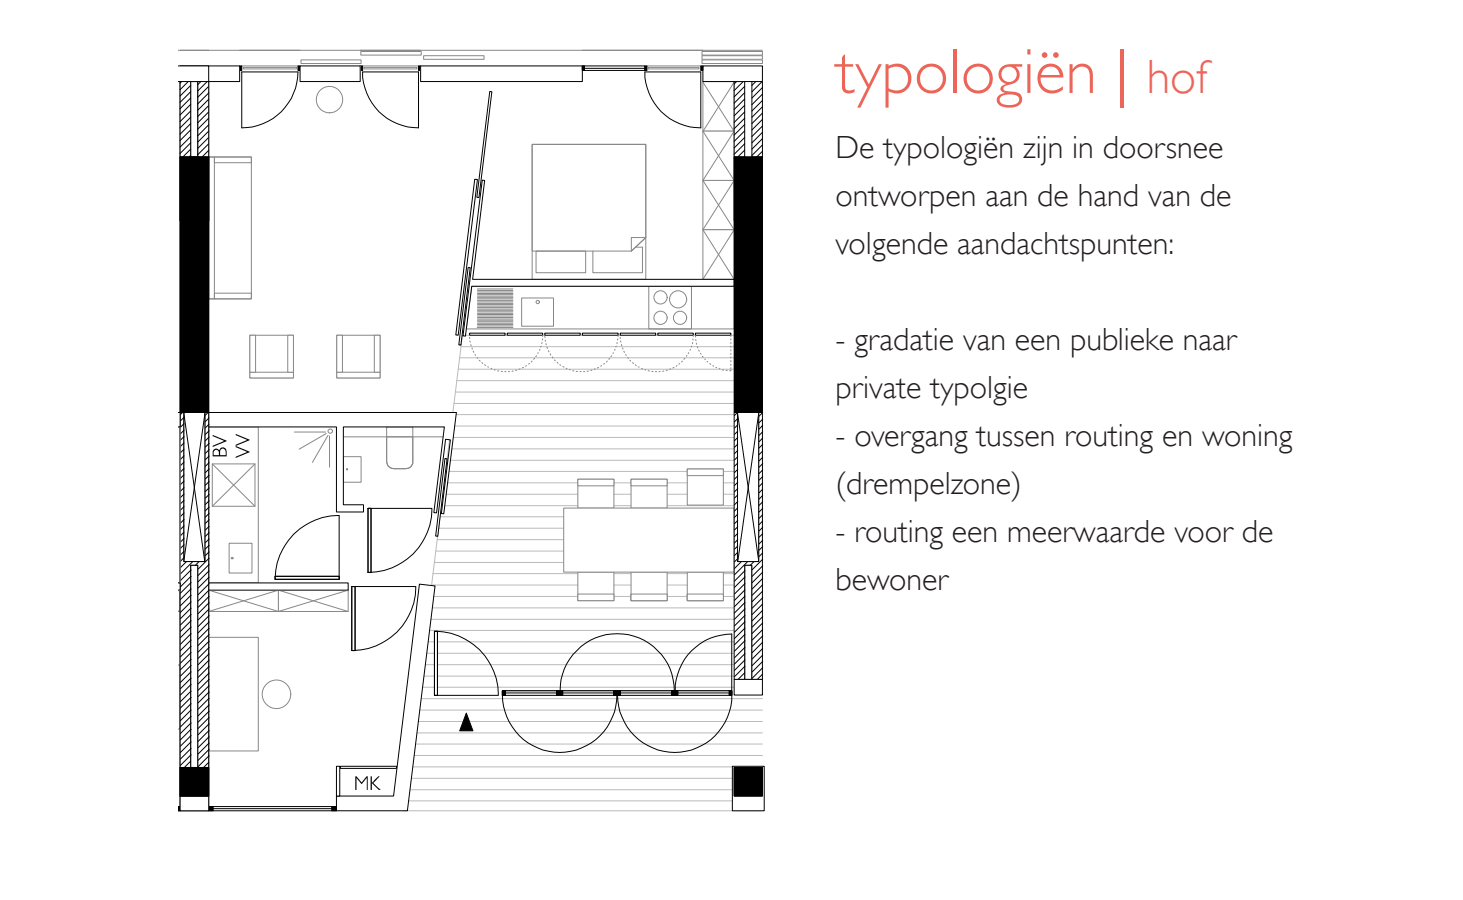 typologiën | hof
De typologiën zijn in doorsnee
ontworpen aan de hand van de
volgende aandachtspunten:
- gradatie van een publieke naar
private typolgie
- overgang tussen routing en woning
(drempelzone)
- routing een meerwaarde voor de
bewoner
BV
VV
MK